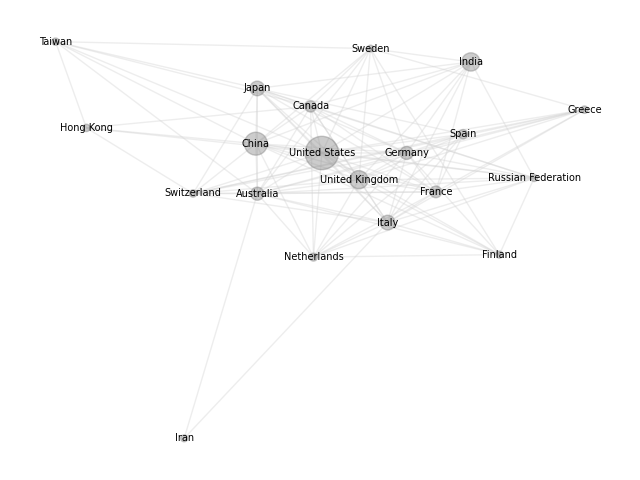 Taiwan
Sweden
India
Japan
Canada
Greece
Hong Kong
Spain
China
United States
Germany
Russian Federation
United Kingdom
Switzerland
Australia
France
Italy
Netherlands
Finland
Iran